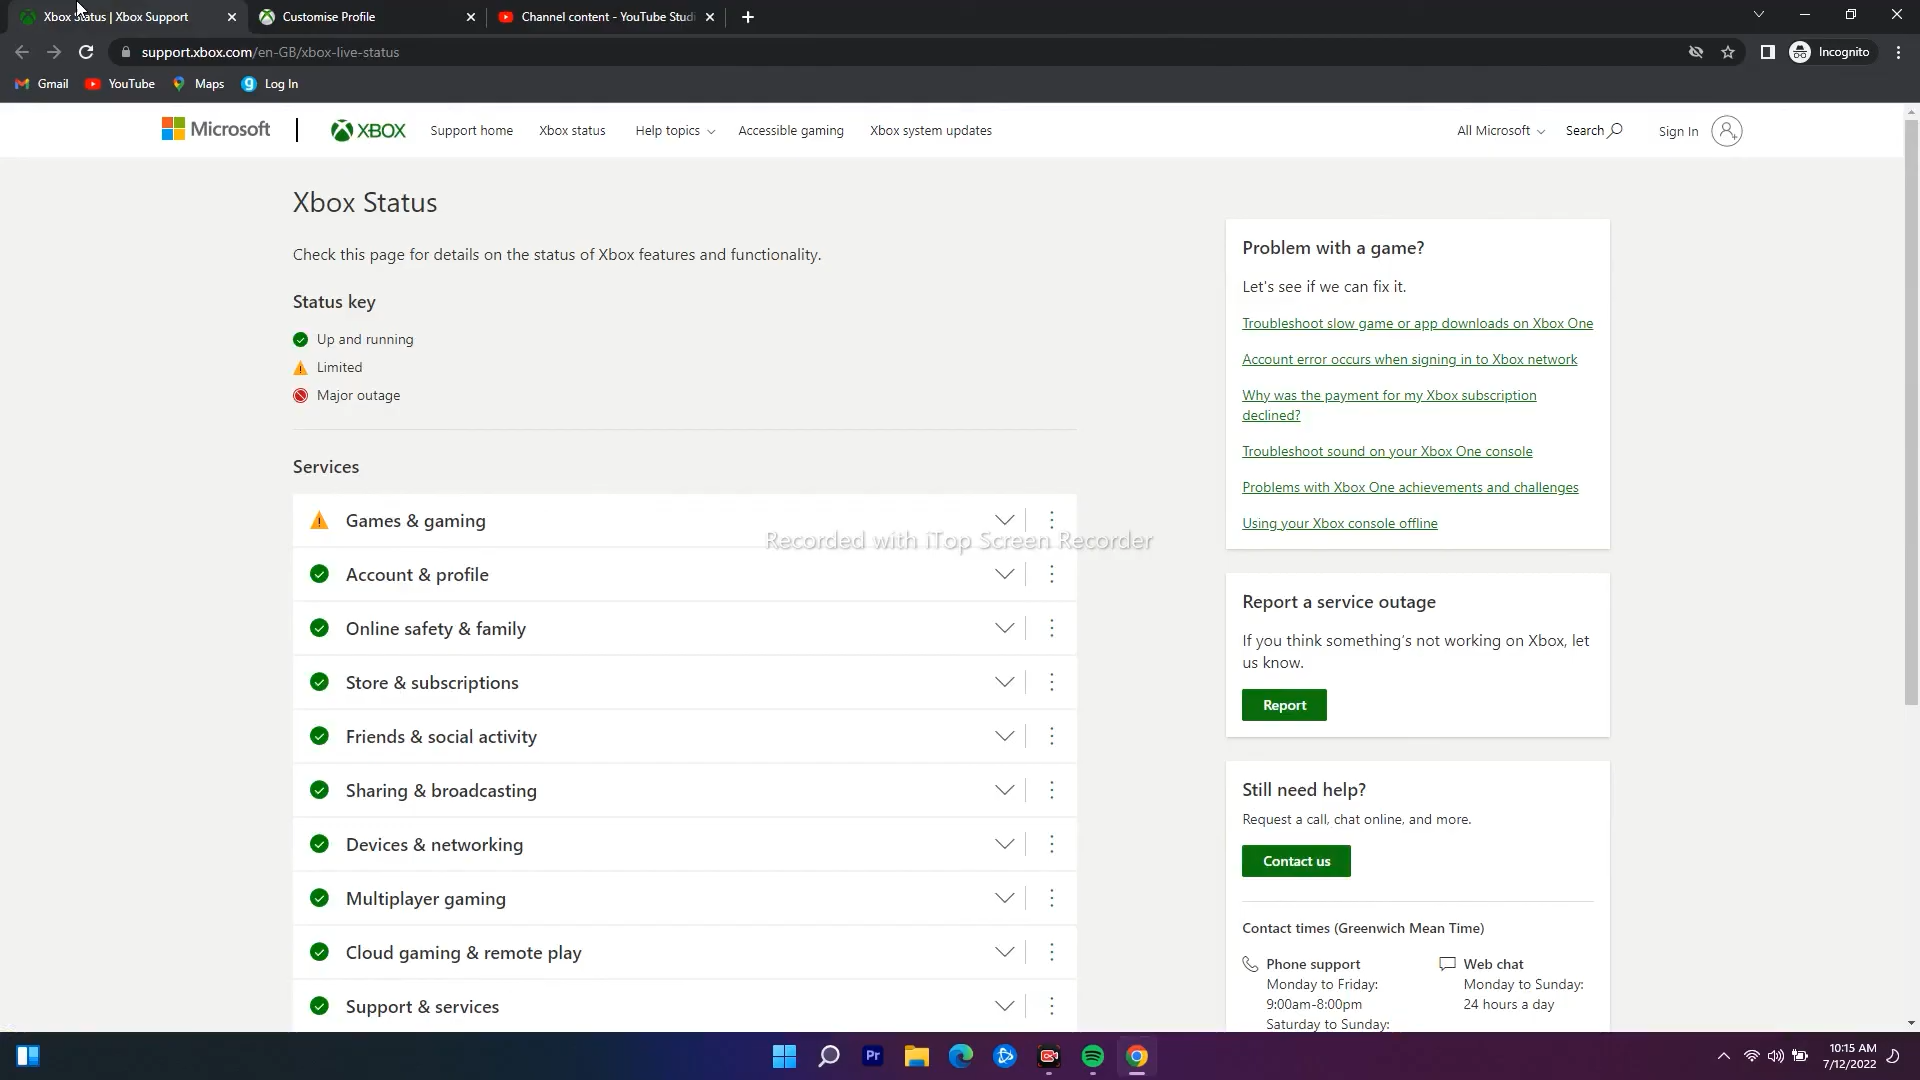 Xbox Status | Xbox Support
Customise Profile
Channel content - YouTube Studi
support.xbox.com/en-GB/xbox-live-status
Incognito
Gmail
YouTube
Maps
Log In
Microsoft
XBOX
Support home
Xbox status
Help topics
Accessible gaming
Xbox system updates
All Microsoft
Search
Sign In
Xbox Status
Check this page for details on the status of Xbox features and functionality.
Status key
Up and running
Limited
Major outage
Services
Games & gaming
Account & profile
Online safety & family
Store & subscriptions
Friends & social activity
Sharing & broadcasting
Devices & networking
Multiplayer gaming
Cloud gaming & remote play
Support & services
Recorded with iTop Screen Recorder
Problem with a game?
Let's see if we can fix it.
Troubleshoot slow game or app downloads on Xbox One
Account error occurs when signing in to Xbox network
Why was the payment for my Xbox subscription
declined?
Troubleshoot sound on your Xbox One console
Problems with Xbox One achievements and challenges
Using your Xbox console offline
Report a service outage
If you think something's not working on Xbox, let
us know.
Report
Still need help?
Request a call, chat online, and more.
Contact us
Contact times (Greenwich Mean Time)
Phone support
Monday to Friday:
9:00am-8:00pm
Saturday to Sunday:
Web chat
Monday to Sunday:
24 hours a day
Pr
10:15 AM
7/12/2022